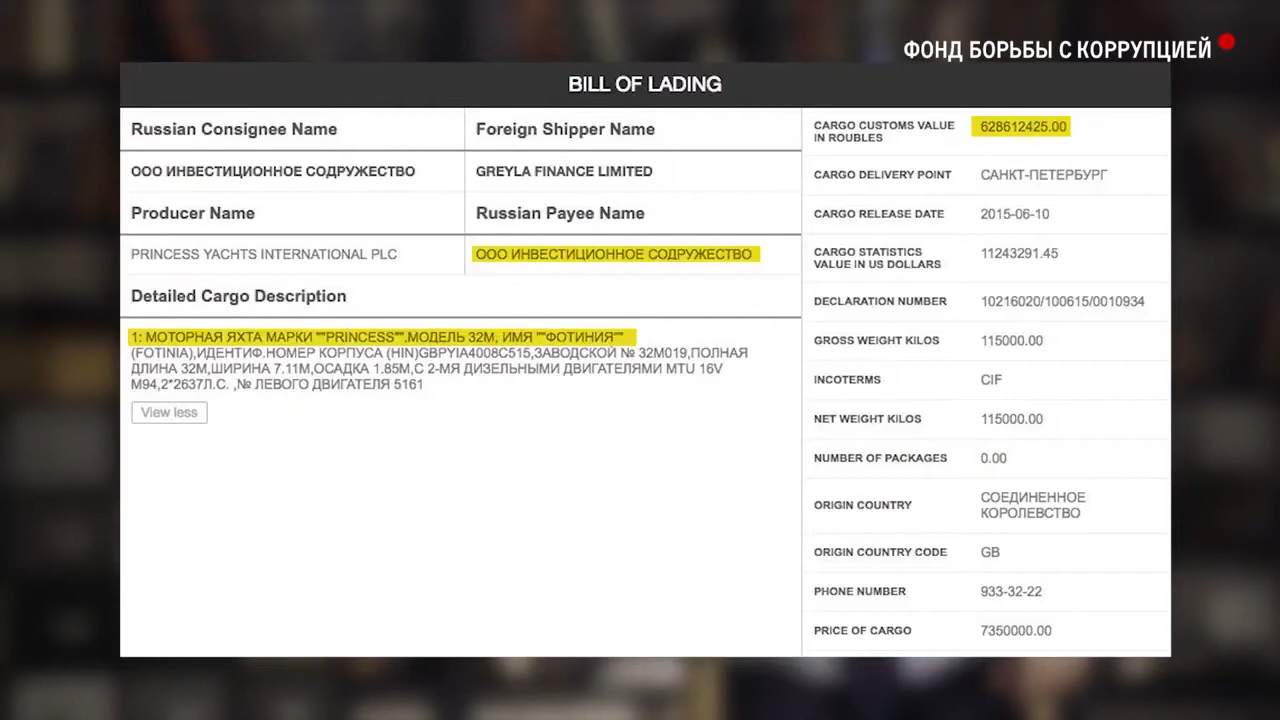 ФОНД БОРЬБЫ С КОРРУПЦИЕЙ
BILL OF LADING
Russian Consignee Name
Foreign Shipper Name
ООО ИНВЕСТИЦИОННОЕ СОДРУЖЕСТВО
GREYLA FINANCE LIMITED
Producer Name
Russian Payee Name
PRINCESS YACHTS INTERNATIONAL PLC
ООО ИНВЕСТИЦИОННОЕ СОДРУЖЕСТВО
Detailed Cargo Description
1: МОТОРНАЯ ЯХТА МАРКИ ""PRINCESS"",МОДЕЛЬ 32М, ИМЯ ""ФОТИНИЯ""
(FOTINIA),ИДЕНТИФ.НОМЕР КОРПУСА (HIN)GBPYIA4008C515,ЗАВОДСКОЙ № 32M019,ПОЛНАЯ
ДЛИНА 32М,ШИРИНА 7.11М,ОСАДКА 1.85М,С 2-МЯ ДИЗЕЛЬНЫМИ ДВИГАТЕЛЯМИ MTU 16V
M94,2*2637Л.С. ,№ ЛЕВОГО ДВИГАТЕЛЯ 5161
View less
CARGO CUSTOMS VALUE
IN ROUBLES
628612425.00
CARGO DELIVERY POINT
САНКТ-ПЕТЕРБУРГ
CARGO RELEASE DATE
2015-06-10
CARGO STATISTICS
VALUE IN US DOLLARS
11243291.45
DECLARATION NUMBER
10216020/100615/0010934
GROSS WEIGHT KILOS
115000.00
INCOTERMS
CIF
NET WEIGHT KILOS
115000.00
NUMBER OF PACKAGES
0.00
ORIGIN COUNTRY
СОЕДИНЕННОЕ
КОРОЛЕВСТВО
ORIGIN COUNTRY CODE
GB
PHONE NUMBER
933-32-22
PRICE OF CARGO
7350000.00